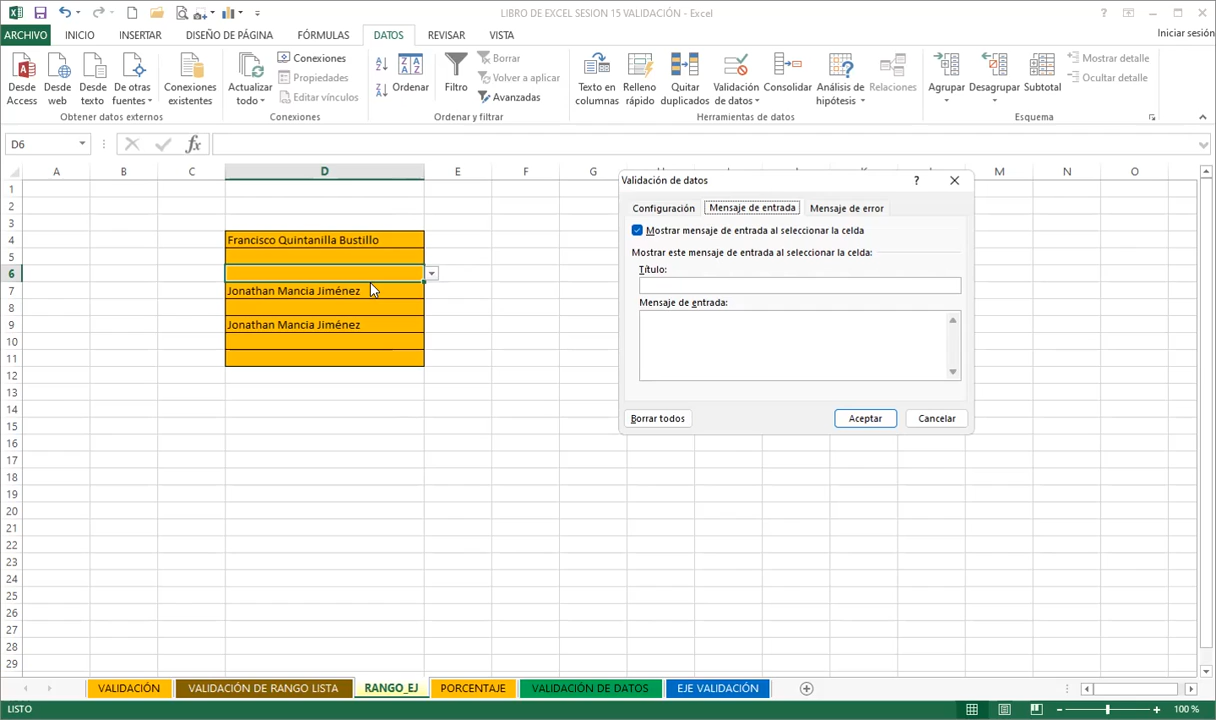 LIBRO DE EXCEL SESION 15 VALIDACIÓN - Excel
?
ARCHIVO INICIO INSERTAR DISEÑO DE PÁGINA FÓRMULAS DATOS REVISAR VISTA Iniciar sesión
Desde Access
Desde web
Desde texto
De otras fuentes
Conexiones existentes
Obtener datos externos
Actualizar todo
Conexiones
Propiedades
Editar vínculos
Conexiones
Ordenar
Filtro
Borrar
Volver a aplicar
Avanzadas
Ordenar y filtrar
Texto en columnas
Relleno rápido
Quitar duplicados
Validación de datos
Consolidar
Análisis de hipótesis
Relaciones
Herramientas de datos
Agrupar
Desagrupar
Subtotal
Mostrar detalle
Ocultar detalle
Esquema
D6 fx
A B C D E F G M N O
1
2
3
4 Francisco Quintanilla Bustillo
5
6
7 Jonathan Mancia Jiménez
8
9 Jonathan Mancia Jiménez
10
11
12
13
14
15
16
17
18
19
20
21
22
23
24
25
26
27
28
29
Validación de datos ?
Configuración Mensaje de entrada Mensaje de error
Mostrar mensaje de entrada al seleccionar la celda
Mostrar este mensaje de entrada al seleccionar la celda:
Título:
Mensaje de entrada:
Borrar todos Aceptar Cancelar
VALIDACIÓN VALIDACIÓN DE RANGO LISTA RANGO_EJ PORCENTAJE VALIDACIÓN DE DATOS EJE VALIDACIÓN
LISTO 100 %